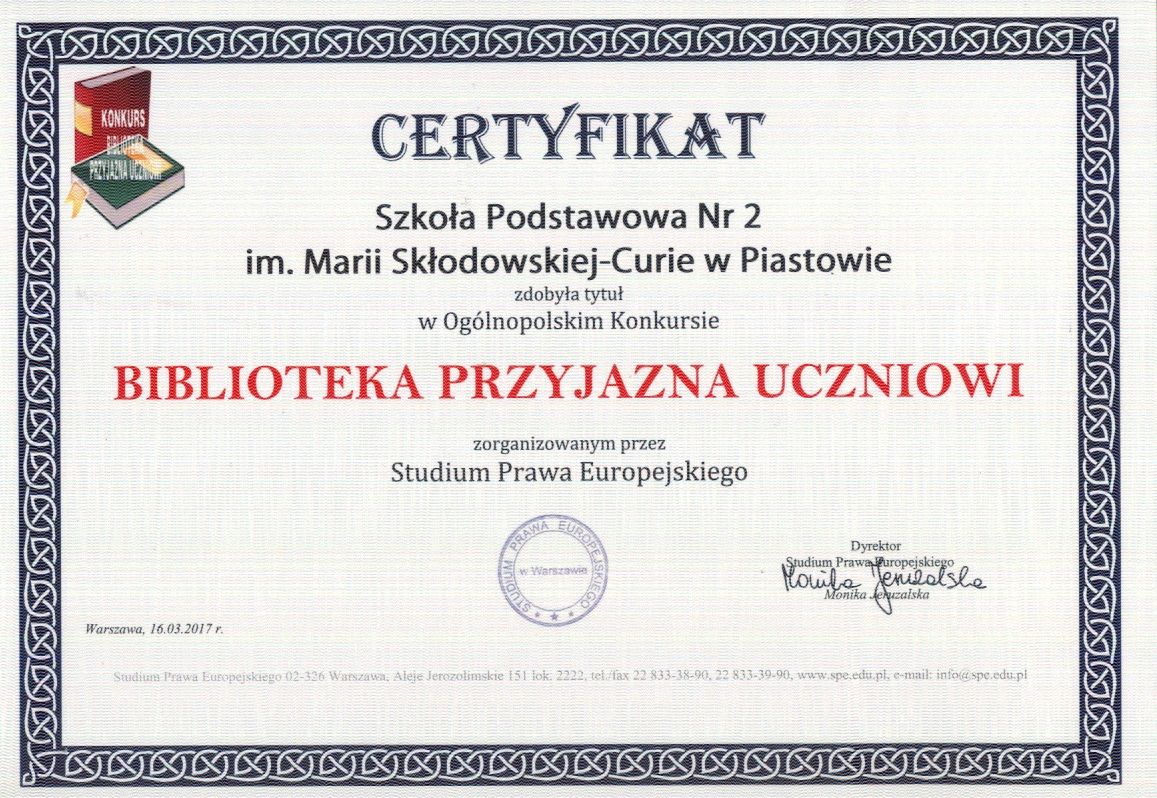 KONKURS
BIBLIOTEKA
PRZYJAZNA UCZNIOWI
CERTYFIKAT
Szkoła Podstawowa Nr 2
im. Marii Skłodowskiej-Curie w Piastowie
zdobyła tytuł
w Ogólnopolskim Konkursie
BIBLIOTEKA PRZYJAZNA UCZNIOWI
zorganizowanym przez
Studium Prawa Europejskiego
STUDIUM PRAWA EUROPEJSKIEGO
w Warszawie
Dyrektor
Studium Prawa Europejskiego
Monika Jeruzalska
Monika Jeruzalska
Warszawa, 16.03.2017 r.
Studium Prawa Europejskiego 02-326 Warszawa, Aleje Jerozolimskie 151 lok. 2222, tel./fax 22 833-38-90, 22 833-39-90, www.spe.edu.pl, e-mail: info@spe.edu.pl